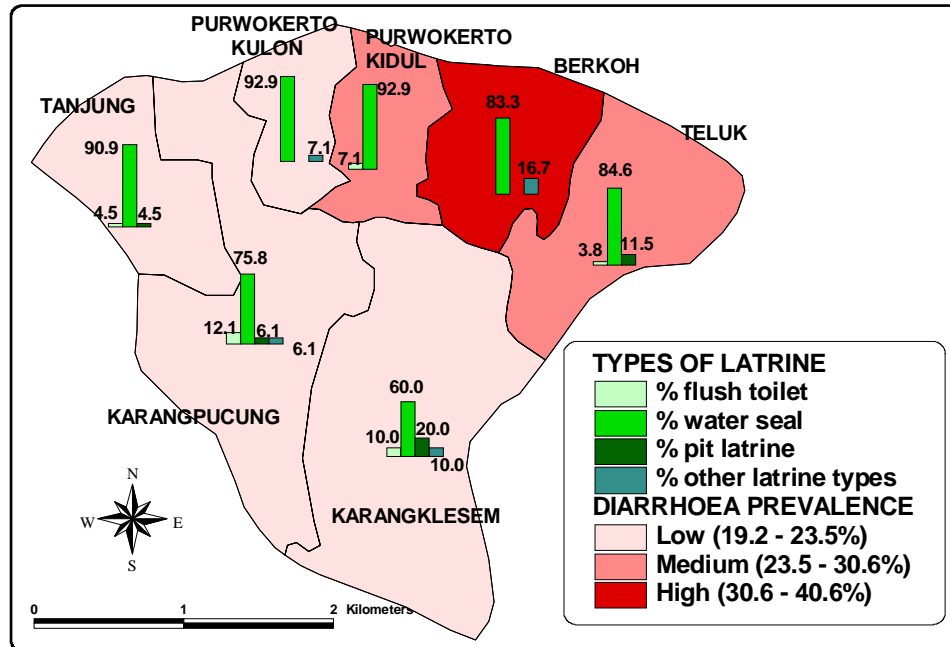 PURWOKERTO
KULON
PURWOKERTO
KIDUL
BERKOH
TANJUNG
TELUK
92.9
7.1
7.1
92.9
83.3
16.7
90.9
4.5
4.5
84.6
3.8
11.5
75.8
12.1
6.1
6.1
60.0
10.0
20.0
10.0
KARANGPUCUNG
KARANGKLESEM
N
W
E
S
0
1
2
Kilometers
TYPES OF LATRINE
% flush toilet
% water seal
% pit latrine
% other latrine types
DIARRHOEA PREVALENCE
Low (19.2 - 23.5%)
Medium (23.5 - 30.6%)
High (30.6 - 40.6%)